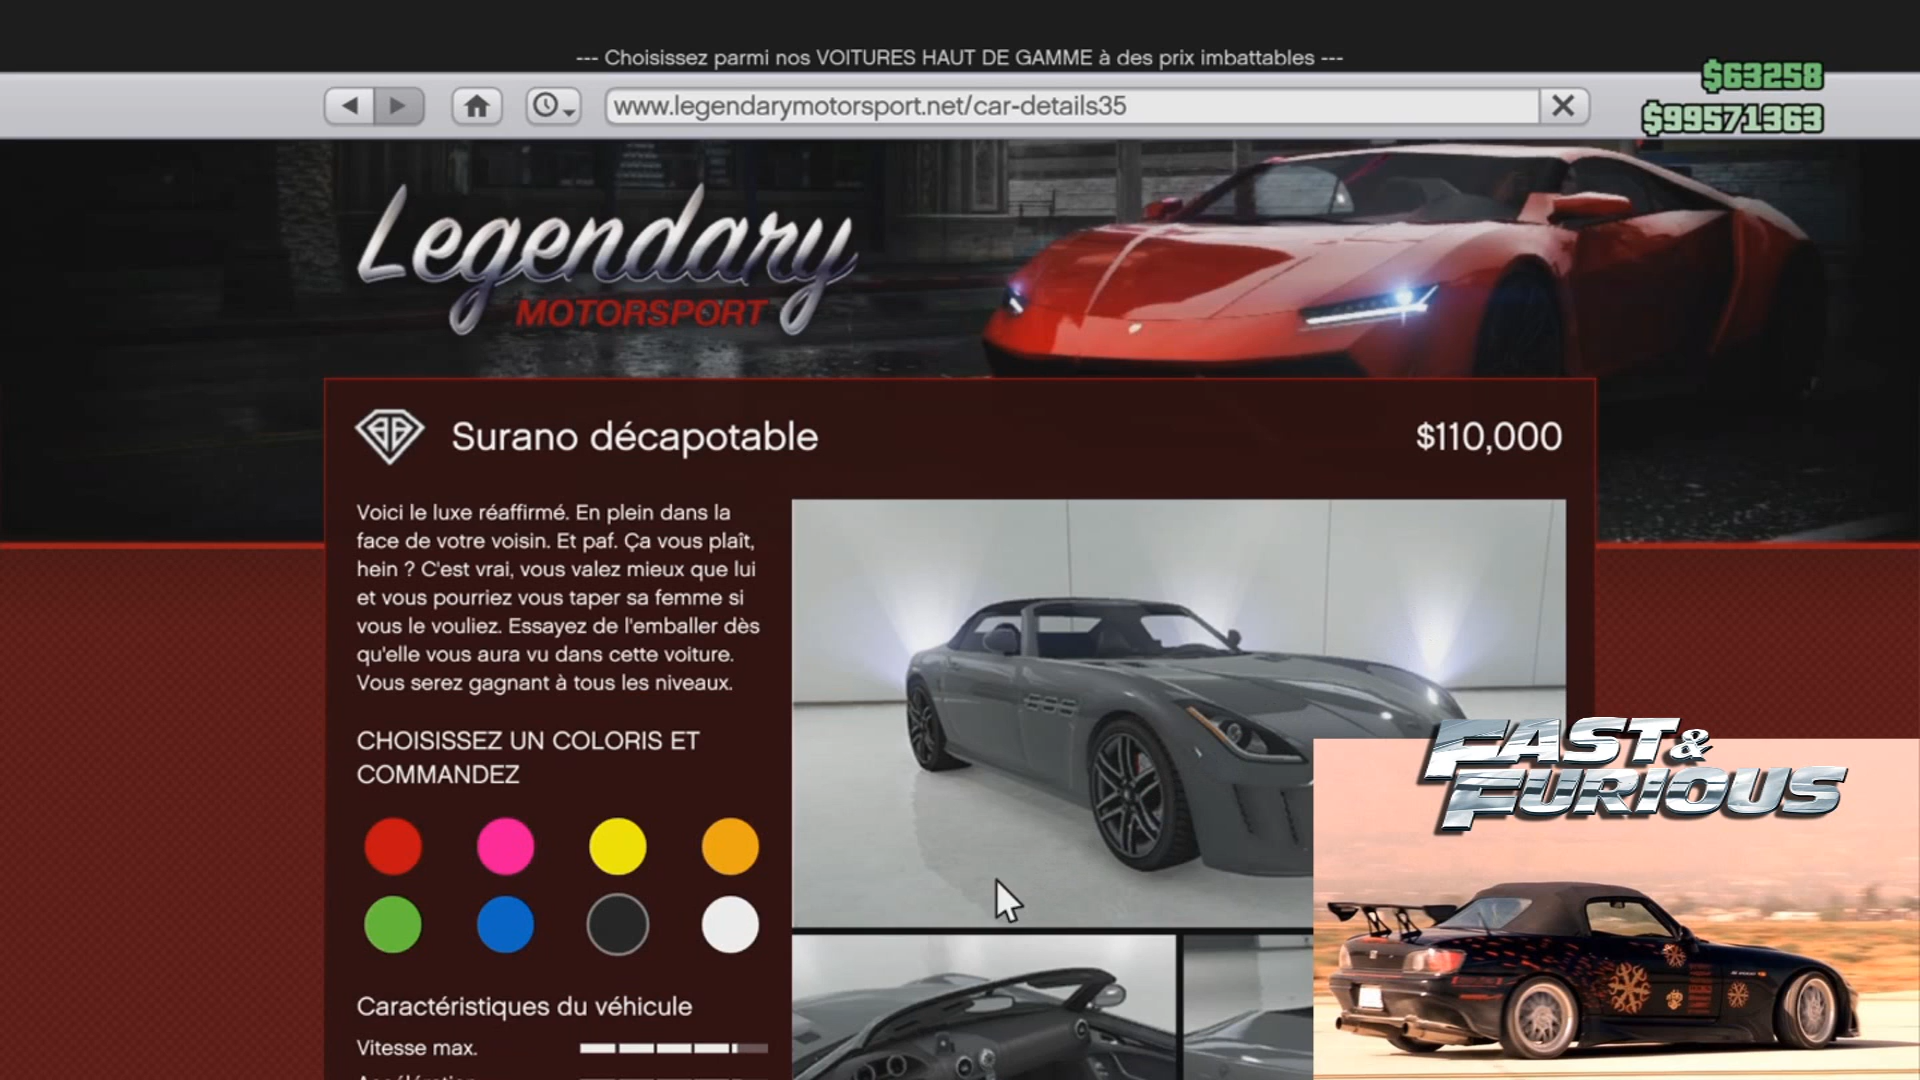 --- Choisissez parmi nos VOITURES HAUT DE GAMME à des prix imbattables ---
$63258
www.legendarymotorsport.net/car-details35
$99571363
Legendary
MOTORSPORT
Surano décapotable
$110,000
Voici le luxe réaffirmé. En plein dans la
face de votre voisin. Et paf. Ça vous plaît,
hein ? C'est vrai, vous valez mieux que lui
et vous pourriez vous taper sa femme si
vous le vouliez. Essayez de l'emballer dès
qu'elle vous aura vu dans cette voiture.
Vous serez gagnant à tous les niveaux.
CHOISISSEZ UN COLORIS ET
COMMANDEZ
FAST &
FURIOUS
Caractéristiques du véhicule
Vitesse max.